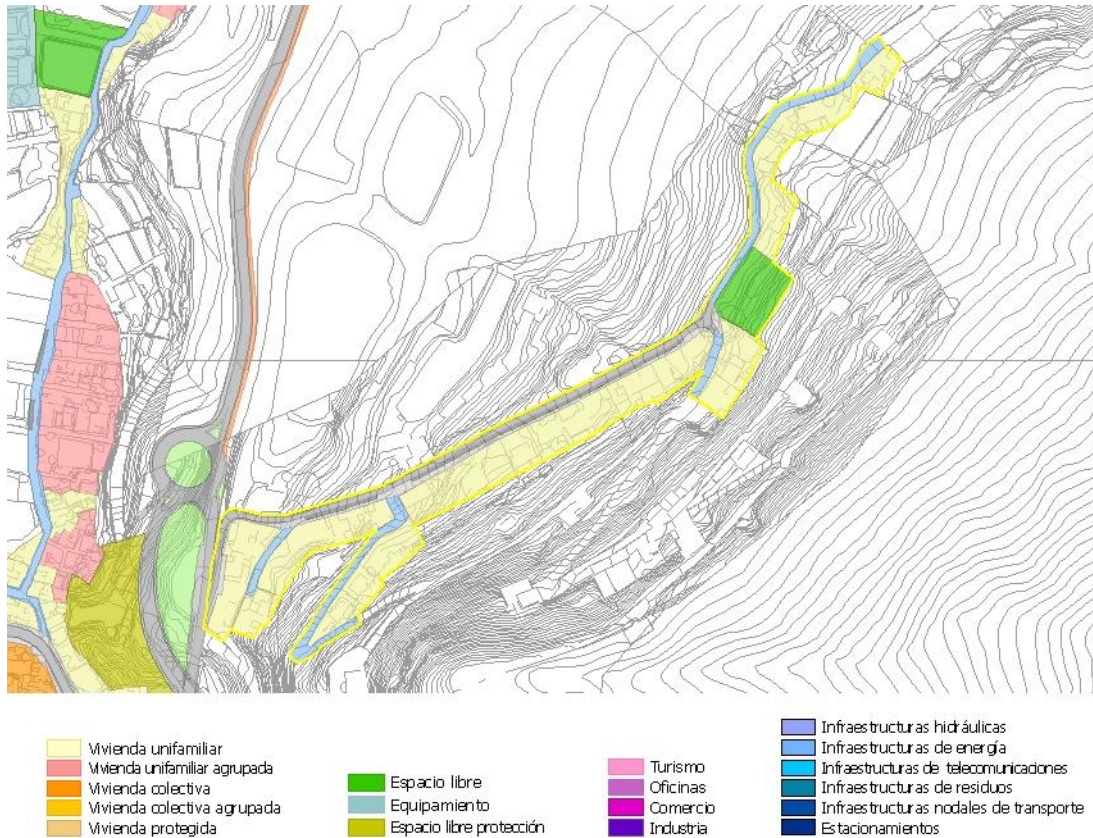 Vivienda unifamiliar
Vivienda unifamiliar agrupada
Vivienda colectiva
Vivienda colectiva agrupada
Vivienda protegida
Espacio libre
Equipamiento
Espacio libre protección
Turismo
Oficinas
Comercio
Industria
Infraestructuras hidráulicas
Infraestructuras de energía
Infraestructuras de telecomunicaciones
Infraestructuras de residuos
Infraestructuras nodales de transporte
Estacionamientos